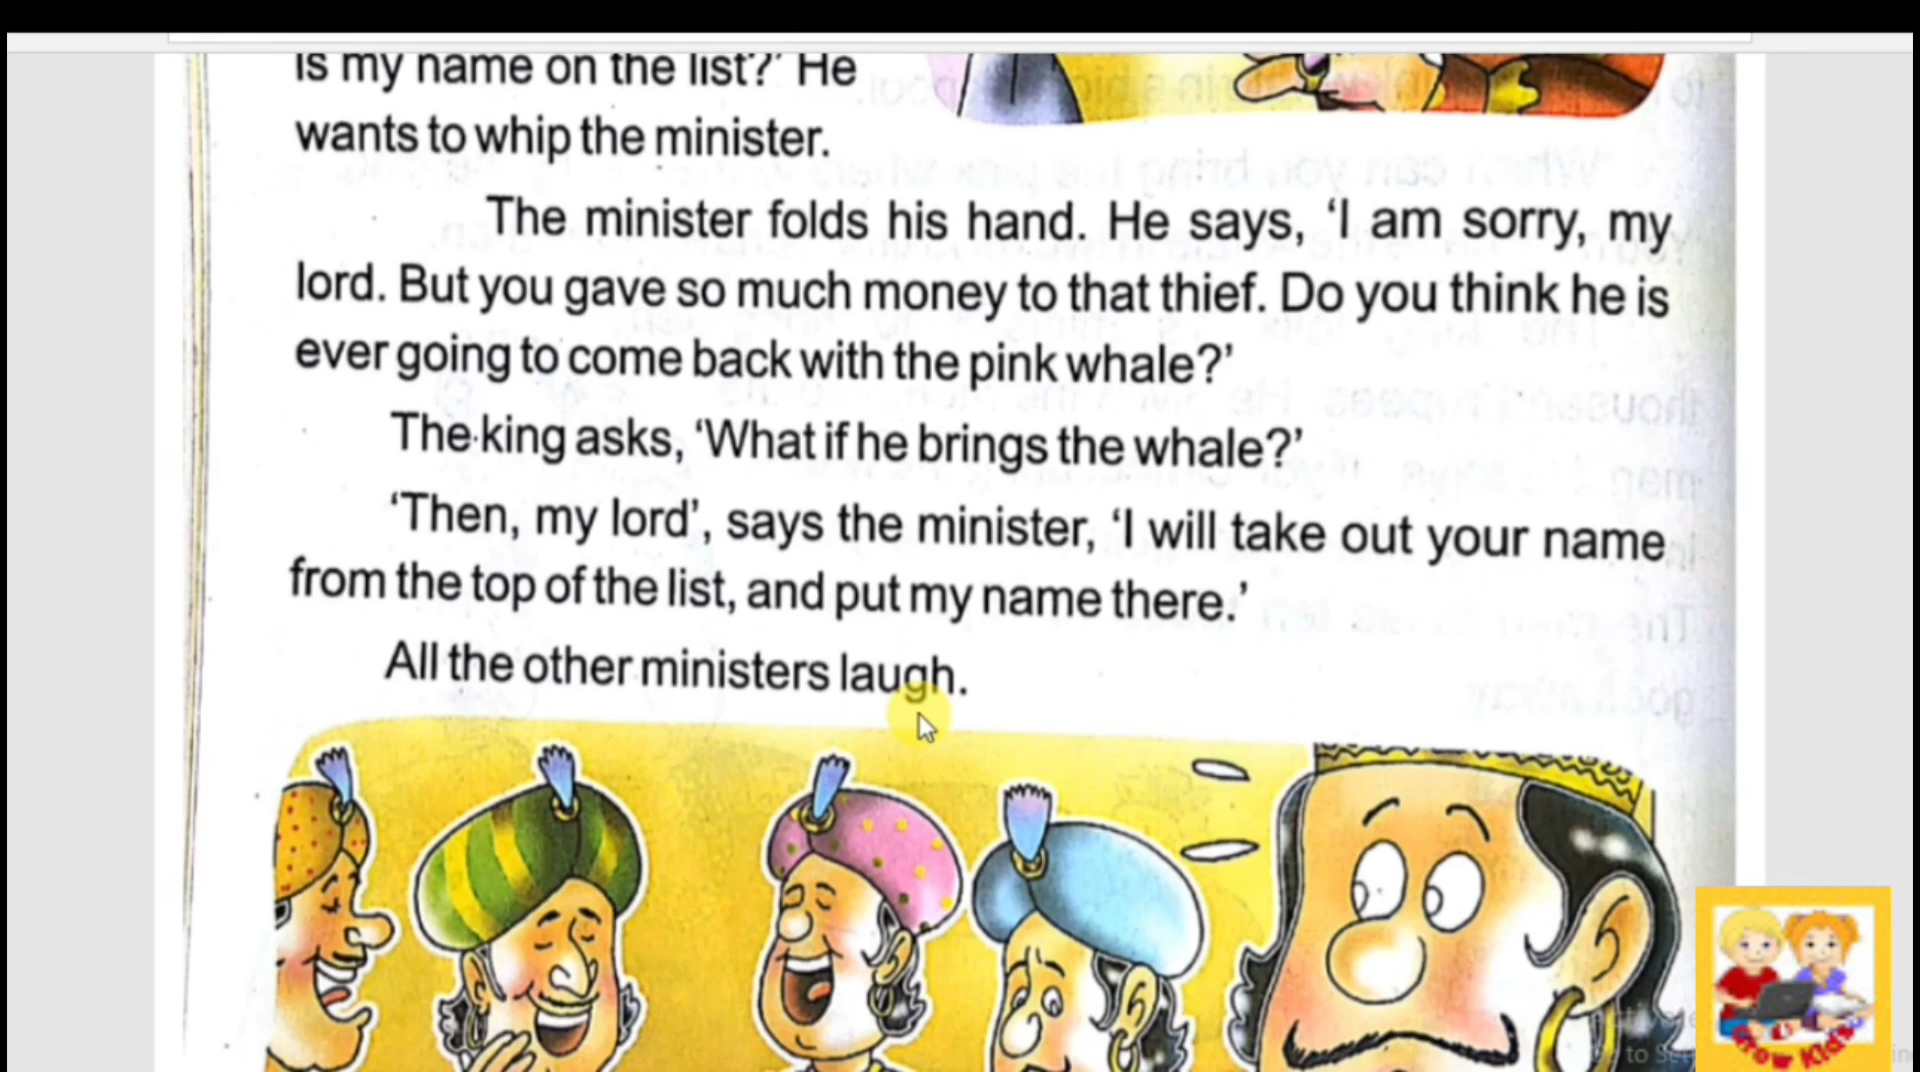 is my name on the list?’ He
wants to whip the minister.
The minister folds his hand. He says, ‘I am sorry, my
lord. But you gave so much money to that thief. Do you think he is
ever going to come back with the pink whale?’
The king asks, ‘What if he brings the whale?’
‘Then, my lord’, says the minister, ‘I will take out your name
from the top of the list, and put my name there.’
All the other ministers laugh.
Grow Kids